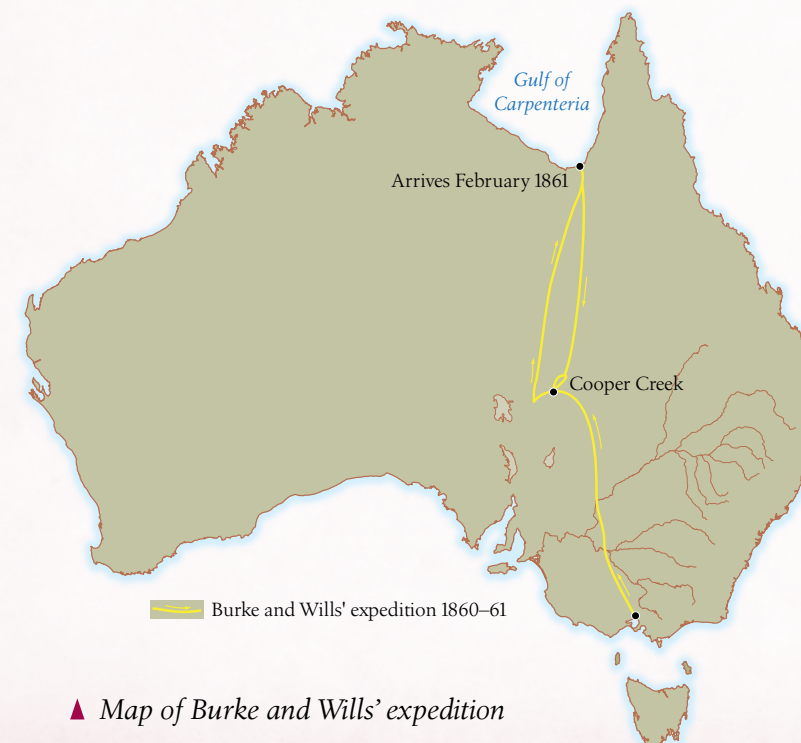 Gulf of
Carpenteria
Arrives February 1861
Cooper Creek
Burke and Wills' expedition 1860–61
Map of Burke and Wills’ expedition